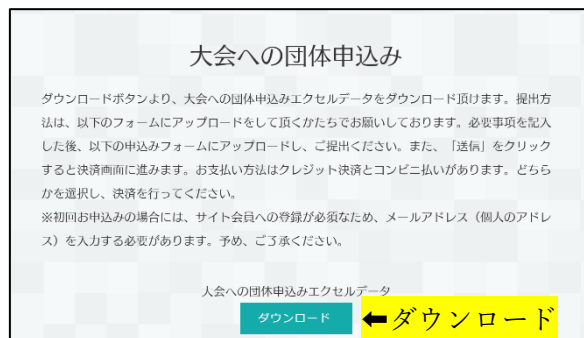 大会への団体申込み
ダウンロードボタンより、大会への団体申込みエクセルデータをダウンロード頂けます。提出方
法は、以下のフォームにアップロードをして頂くかたちでお願いしております。必要事項を記入
した後、以下の申込みフォームにアップロードし、ご提出ください。また、「送信」をクリック
すると決済画面に進みます。お支払い方法はクレジット決済とコンビニ払いがあります。どちら
かを選択し、決済を行ってください。
※初回お申込みの場合には、サイト会員への登録が必須なため、メールアドレス（個人のアドレ
ス）を入力する必要があります。予め、ご了承ください。
大会への団体申込みエクセルデータ
ダウンロード ⬅ダウンロード